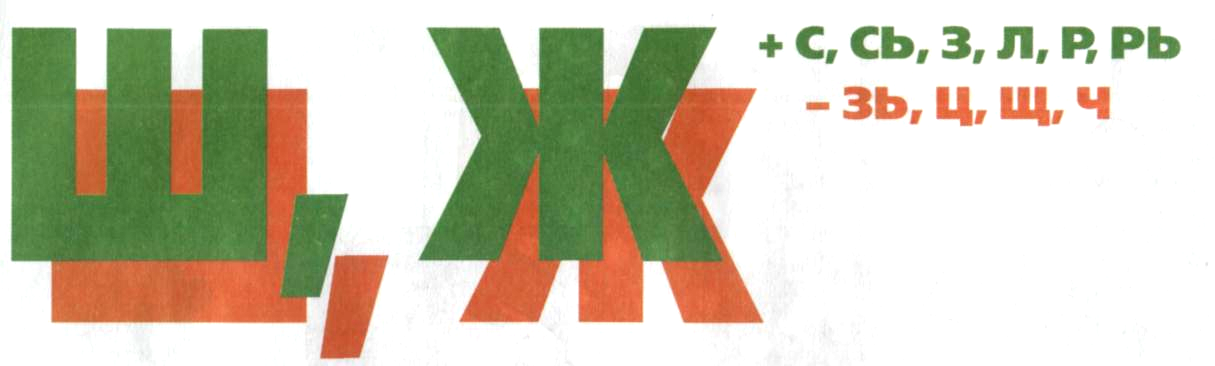 Ш, Ж
+ С, СЬ, З, Л, Р, РЬ
– ЗЬ, Ц, Щ, Ч